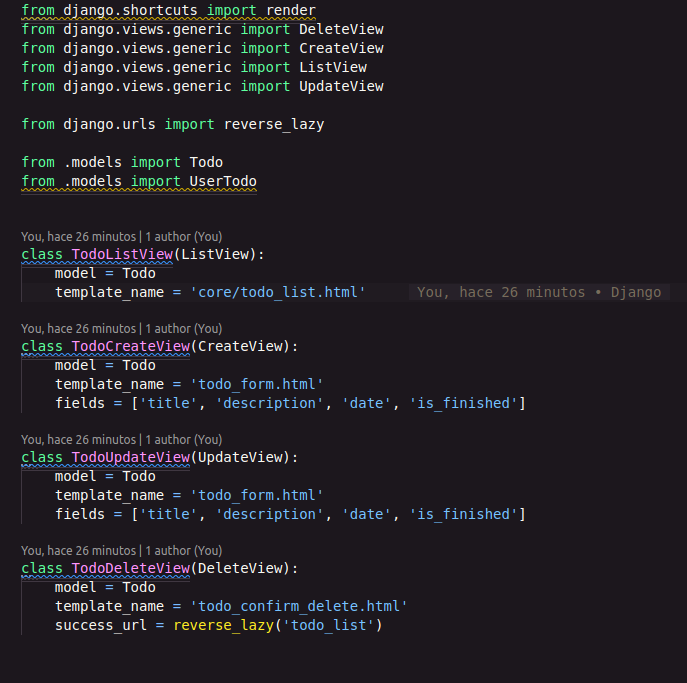 from django.shortcuts import render
from django.views.generic import DeleteView
from django.views.generic import CreateView
from django.views.generic import ListView
from django.views.generic import UpdateView
from django.urls import reverse_lazy
from .models import Todo
from .models import UserTodo
You, hace 26 minutos | 1 author (You)
class TodoListView(ListView):
    model = Todo
    template_name = 'core/todo_list.html' You, hace 26 minutos • Django
You, hace 26 minutos | 1 author (You)
class TodoCreateView(CreateView):
    model = Todo
    template_name = 'todo_form.html'
    fields = ['title', 'description', 'date', 'is_finished']
You, hace 26 minutos | 1 author (You)
class TodoUpdateView(UpdateView):
    model = Todo
    template_name = 'todo_form.html'
    fields = ['title', 'description', 'date', 'is_finished']
You, hace 26 minutos | 1 author (You)
class TodoDeleteView(DeleteView):
    model = Todo
    template_name = 'todo_confirm_delete.html'
    success_url = reverse_lazy('todo_list')